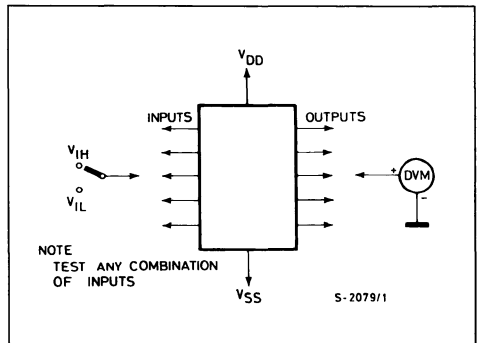 VDD
INPUTS
OUTPUTS
VIH
VIL
+
DVM
-
NOTE
TEST ANY COMBINATION
OF INPUTS
VSS
S-2079/1